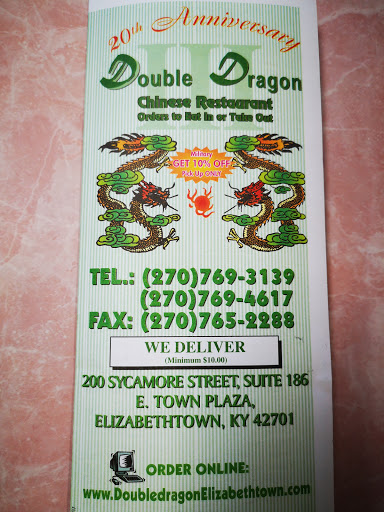 20th Anniversary
Double Dragon
Chinese Restaurant
Orders to Eat In or Take Out
Military
GET 10% OFF
Pick Up ONLY
TEL.: (270)769-3139
(270)769-4617
FAX: (270)765-2288
WE DELIVER
(Minimum $10.00)
200 SYCAMORE STREET, SUITE 186
E. TOWN PLAZA,
ELIZABETHTOWN, KY 42701
ORDER ONLINE:
www.DoubledragonElizabethtown.com